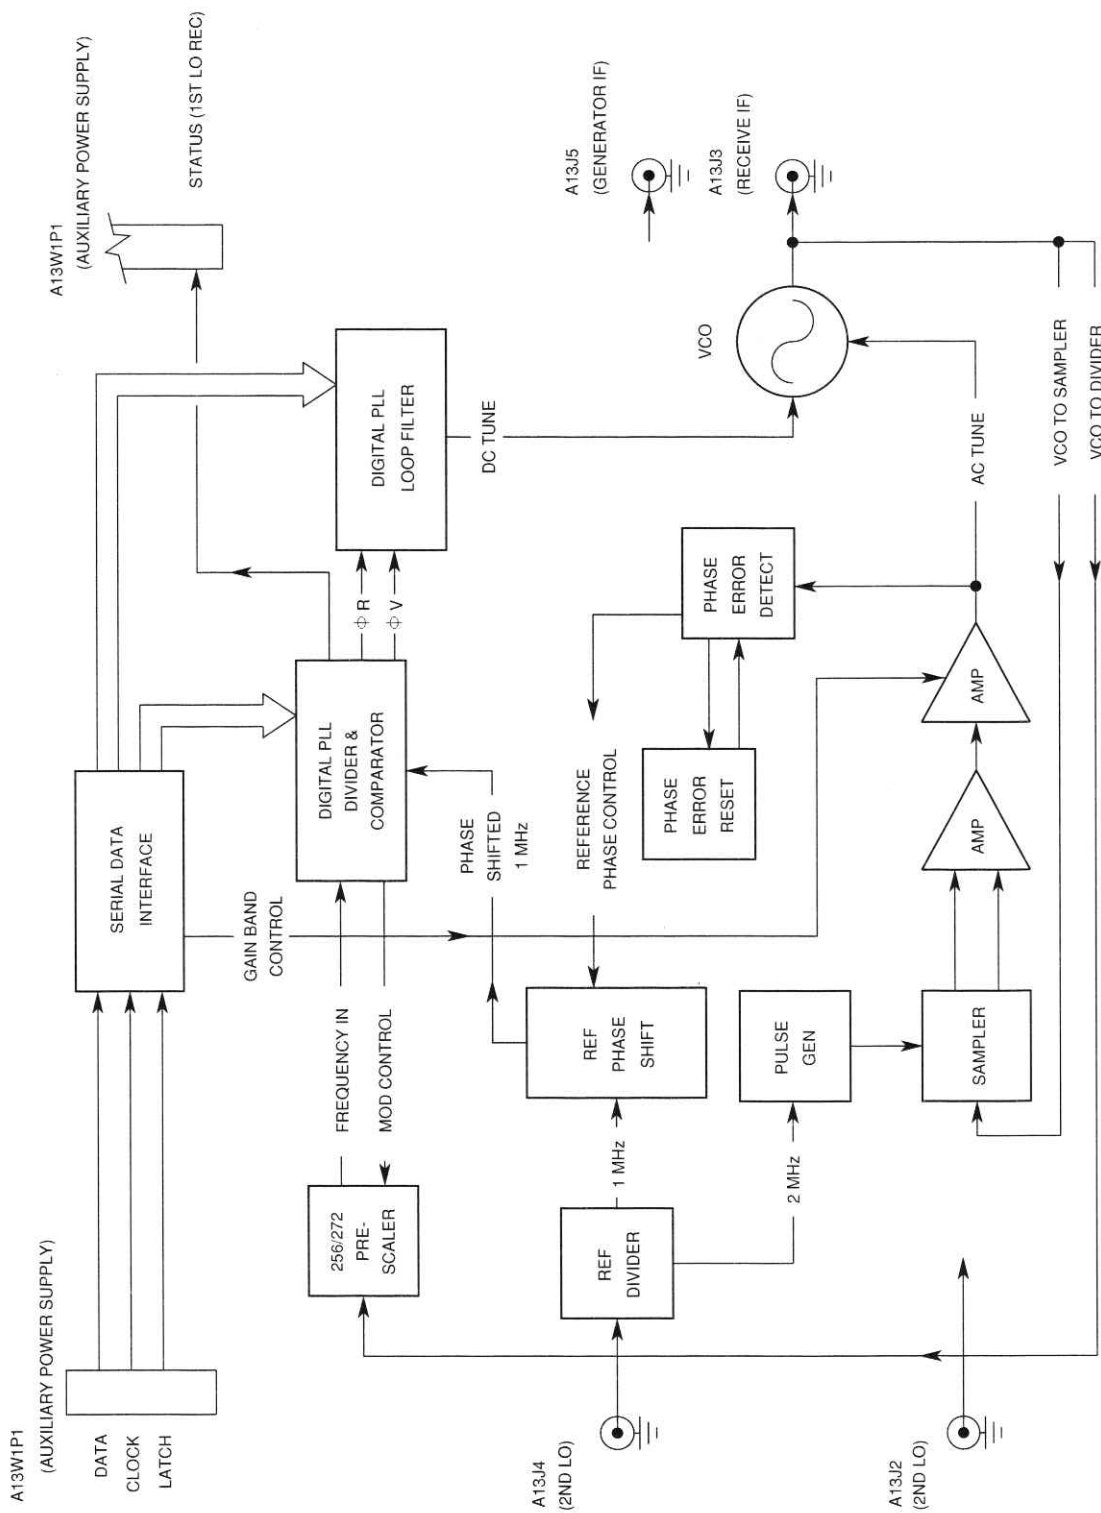 A13W1P1
(AUXILIARY POWER SUPPLY)
DATA
CLOCK
LATCH
SERIAL DATA
INTERFACE
A13W1P1
(AUXILIARY POWER SUPPLY)
STATUS (1ST LO REC)
GAIN BAND
CONTROL
256/272
PRE-
SCALER
FREQUENCY IN
MOD CONTROL
DIGITAL PLL
DIVIDER &
COMPARATOR
Φ R
Φ V
DIGITAL PLL
LOOP FILTER
DC TUNE
PHASE
SHIFTED
1 MHz
A13J4
(2ND LO)
REF
DIVIDER
1 MHz
2 MHz
REF
PHASE
SHIFT
REFERENCE
PHASE CONTROL
PHASE
ERROR
RESET
PHASE
ERROR
DETECT
A13J5
(GENERATOR IF)
VCO
A13J3
(RECEIVE IF)
PULSE
GEN
A13J2
(2ND LO)
SAMPLER
AMP
AMP
AC TUNE
VCO TO SAMPLER
VCO TO DIVIDER